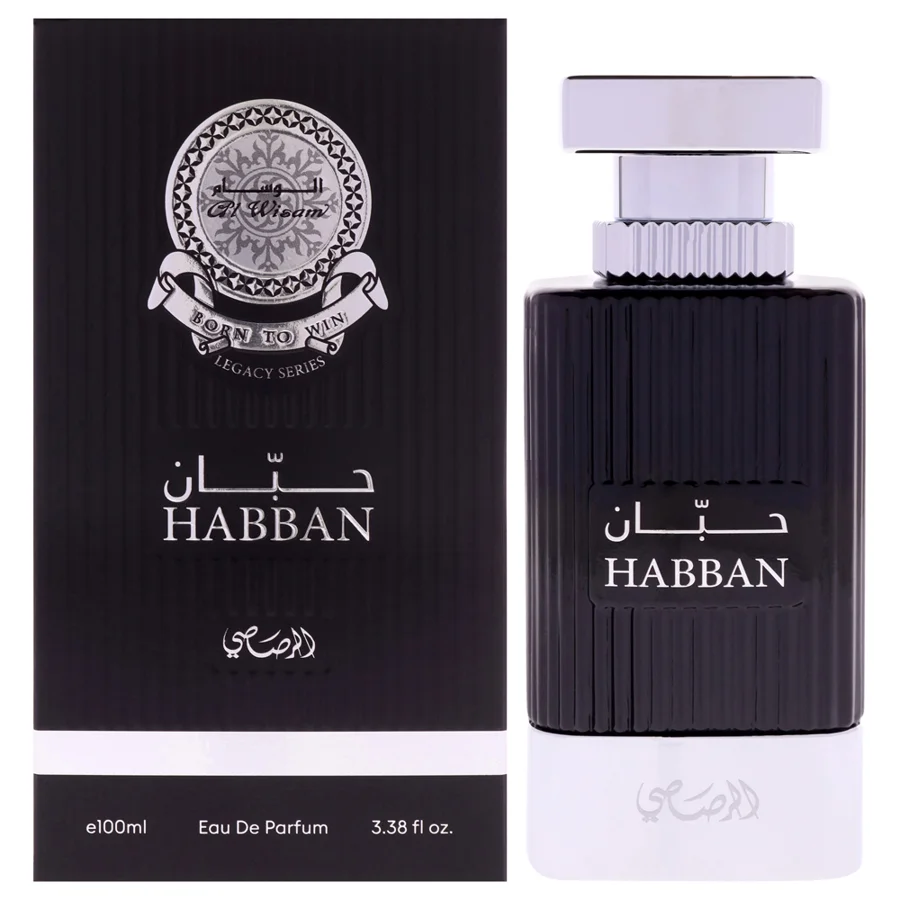 الوسام
Al Wisam
BORN TO WIN
LEGACY SERIES
حبّان
HABBAN
الرصاصي
e100ml Eau De Parfum 3.38 fl oz.
حبّان
HABBAN
الرصاصي